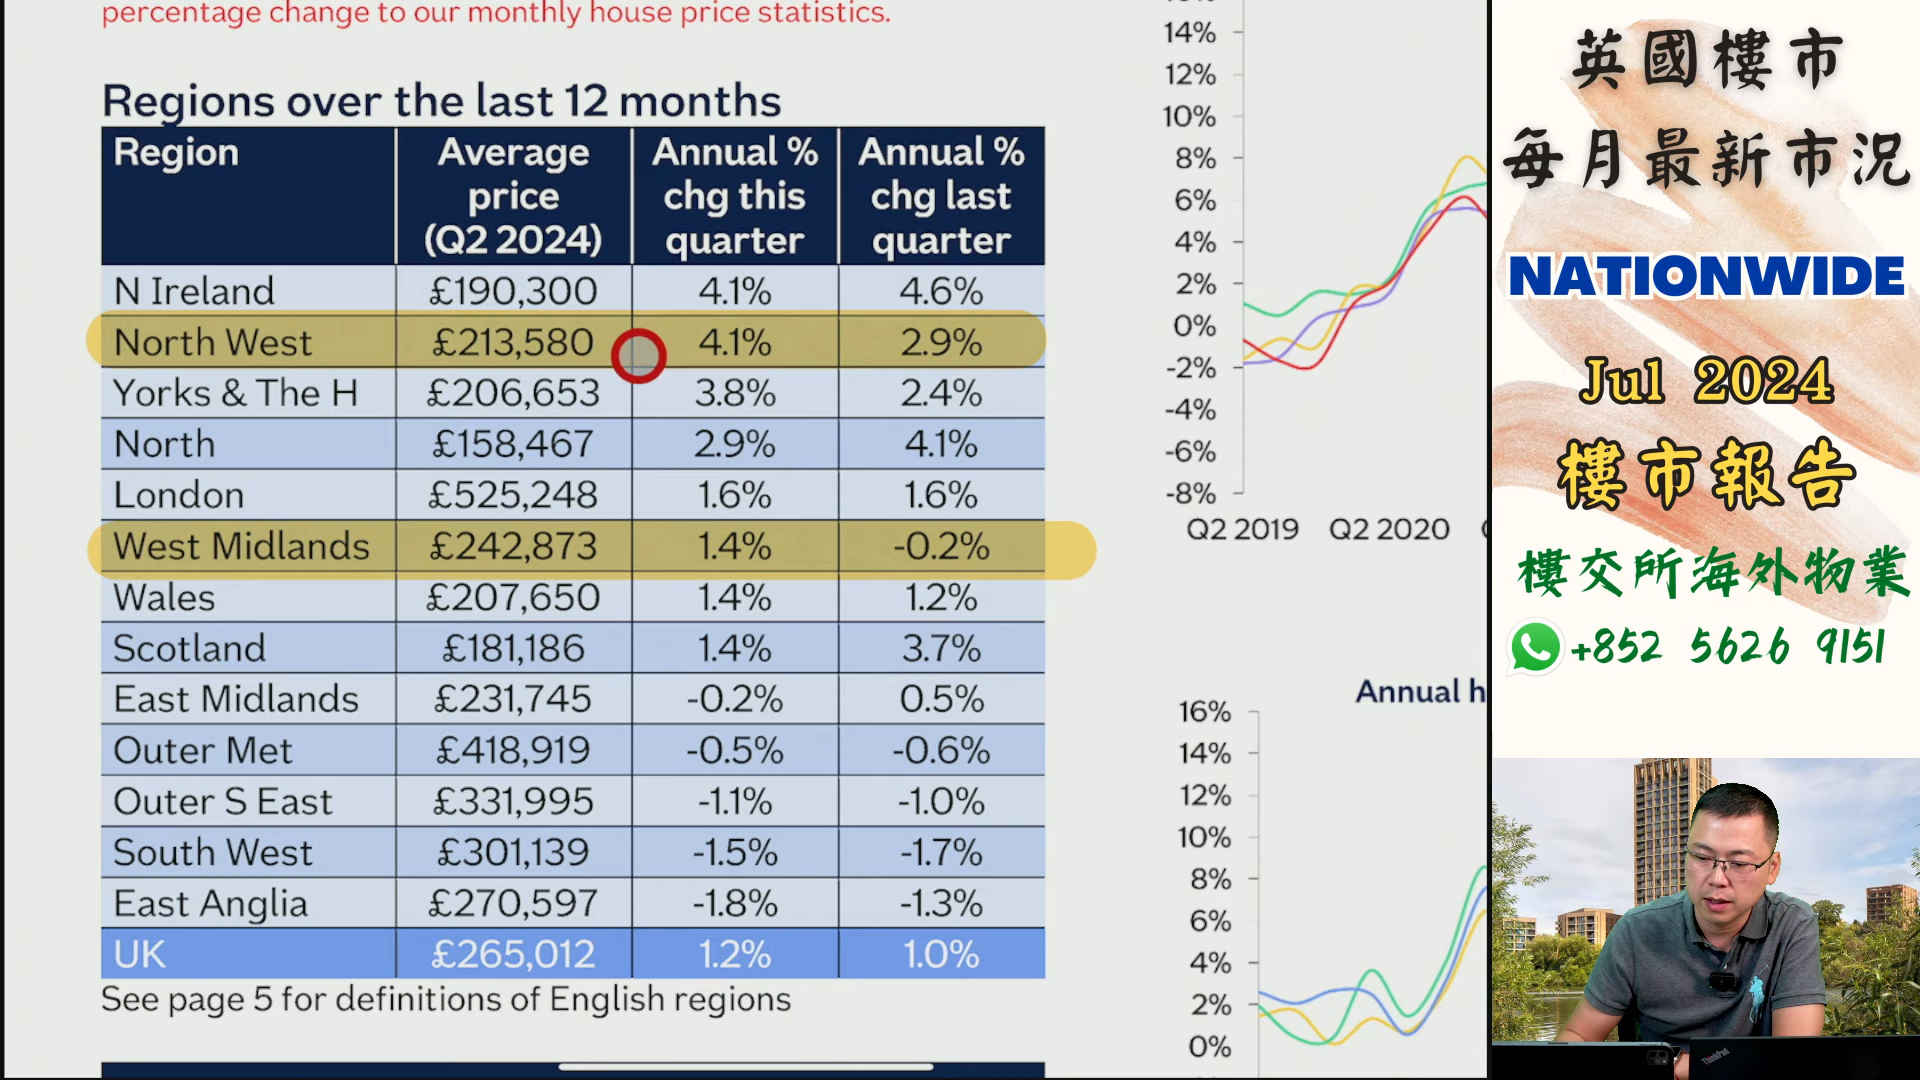 percentage change to our monthly house price statistics.
Regions over the last 12 months
Region Average price (Q2 2024) Annual % chg this quarter Annual % chg last quarter
N Ireland £190,300 4.1% 4.6%
North West £213,580 4.1% 2.9%
Yorks & The H £206,653 3.8% 2.4%
North £158,467 2.9% 4.1%
London £525,248 1.6% 1.6%
West Midlands £242,873 1.4% -0.2%
Wales £207,650 1.4% 1.2%
Scotland £181,186 1.4% 3.7%
East Midlands £231,745 -0.2% 0.5%
Outer Met £418,919 -0.5% -0.6%
Outer S East £331,995 -1.1% -1.0%
South West £301,139 -1.5% -1.7%
East Anglia £270,597 -1.8% -1.3%
UK £265,012 1.2% 1.0%
See page 5 for definitions of English regions
14%
12%
10%
8%
6%
4%
2%
0%
-2%
-4%
-6%
-8%
Q2 2019 Q2 2020
Annual h
16%
14%
12%
10%
8%
6%
4%
2%
0%
英國樓市
每月最新市況
NATIONWIDE
Jul 2024
樓市報告
樓交所海外物業
+852 5626 9151
ThinkPad